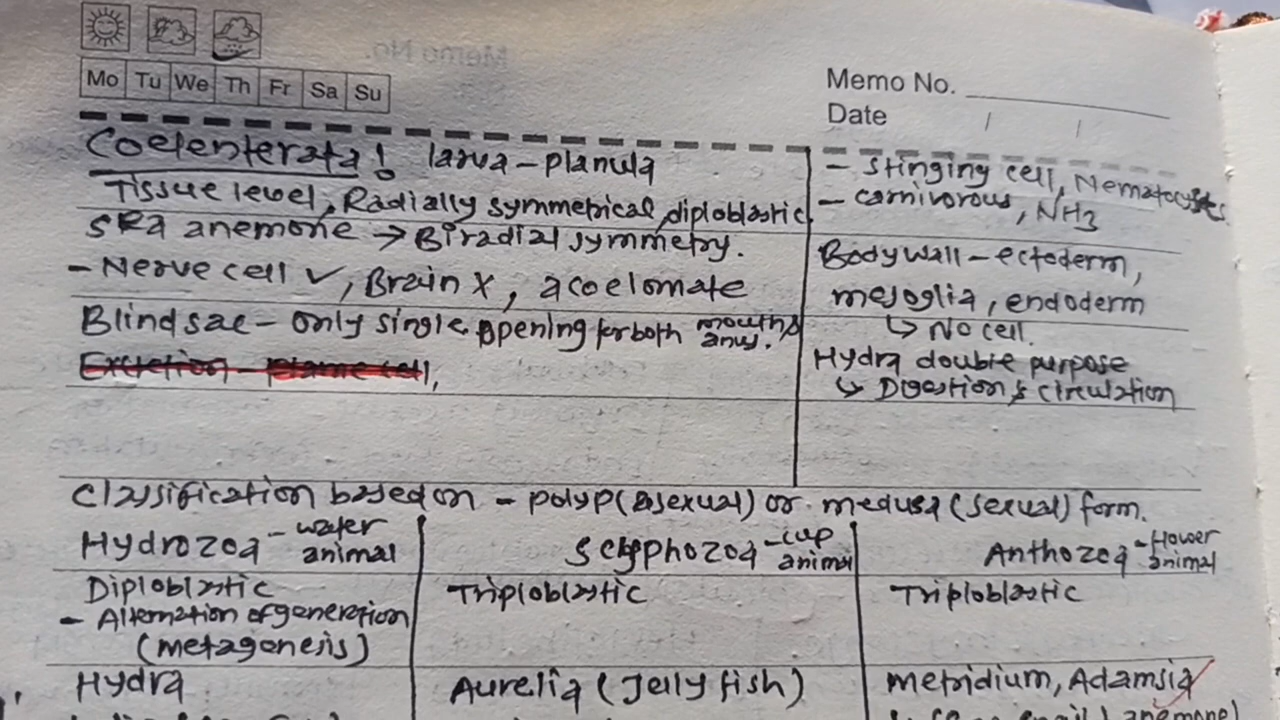 Mo Tu We Th Fr Sa Su
Memo No.
Date / /
Coelenterata! larva - planula
Tissue level, Radially symmetrical, diploblastic
Sea anemone → Biradial symmetry.
- Nerve cell ✓, Brain X, acoelomate
Blind sac - only single opening for both mouth &
anus.
Excretion - Flame cell,
- stinging cell, Nematocysts
- carnivorous, NH3
Body wall - ectoderm,
mesoglia, endoderm
↳ No cell.
Hydra double purpose
↳ Digestion & circulation
Classification based on - polyp (asexual) or medusa (sexual) form.
Hydrozoa - water
animal
Scyphozoa - cup
animal
Anthozoa - flower
animal
Diploblastic
- Alternation of generation
(metagenesis)
Triploblastic
Triploblastic
Hydra
Aurelia (Jelly fish)
metridium, Adamsia
anemone)